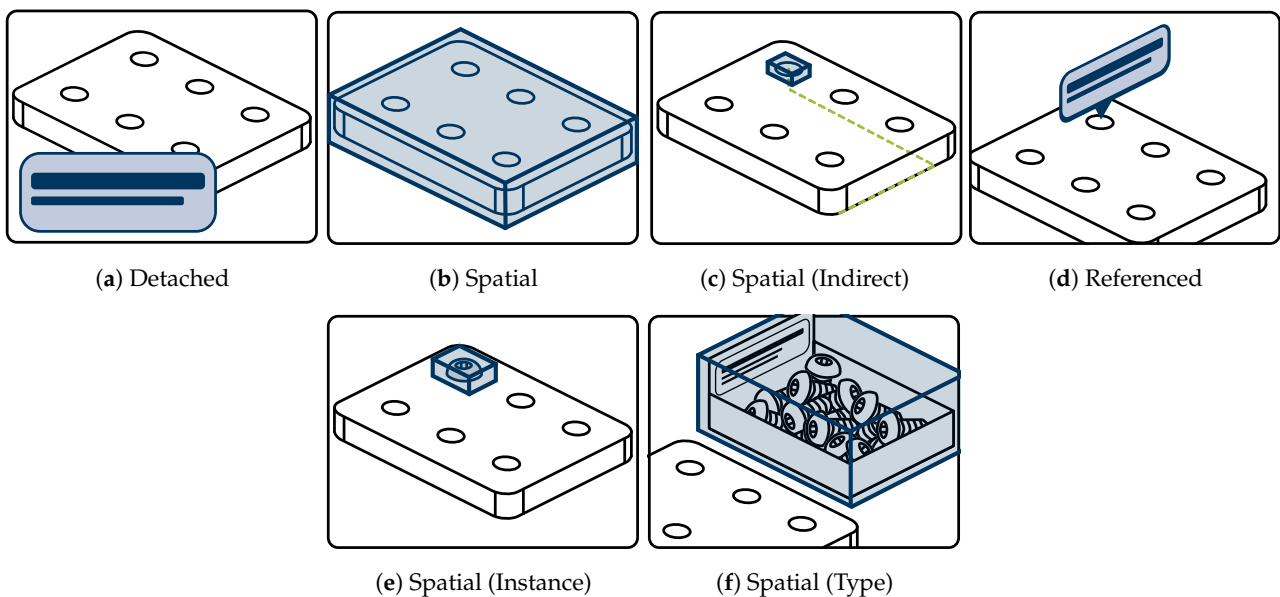 (a) Detached
(b) Spatial
(c) Spatial (Indirect)
(d) Referenced
(e) Spatial (Instance)
(f) Spatial (Type)